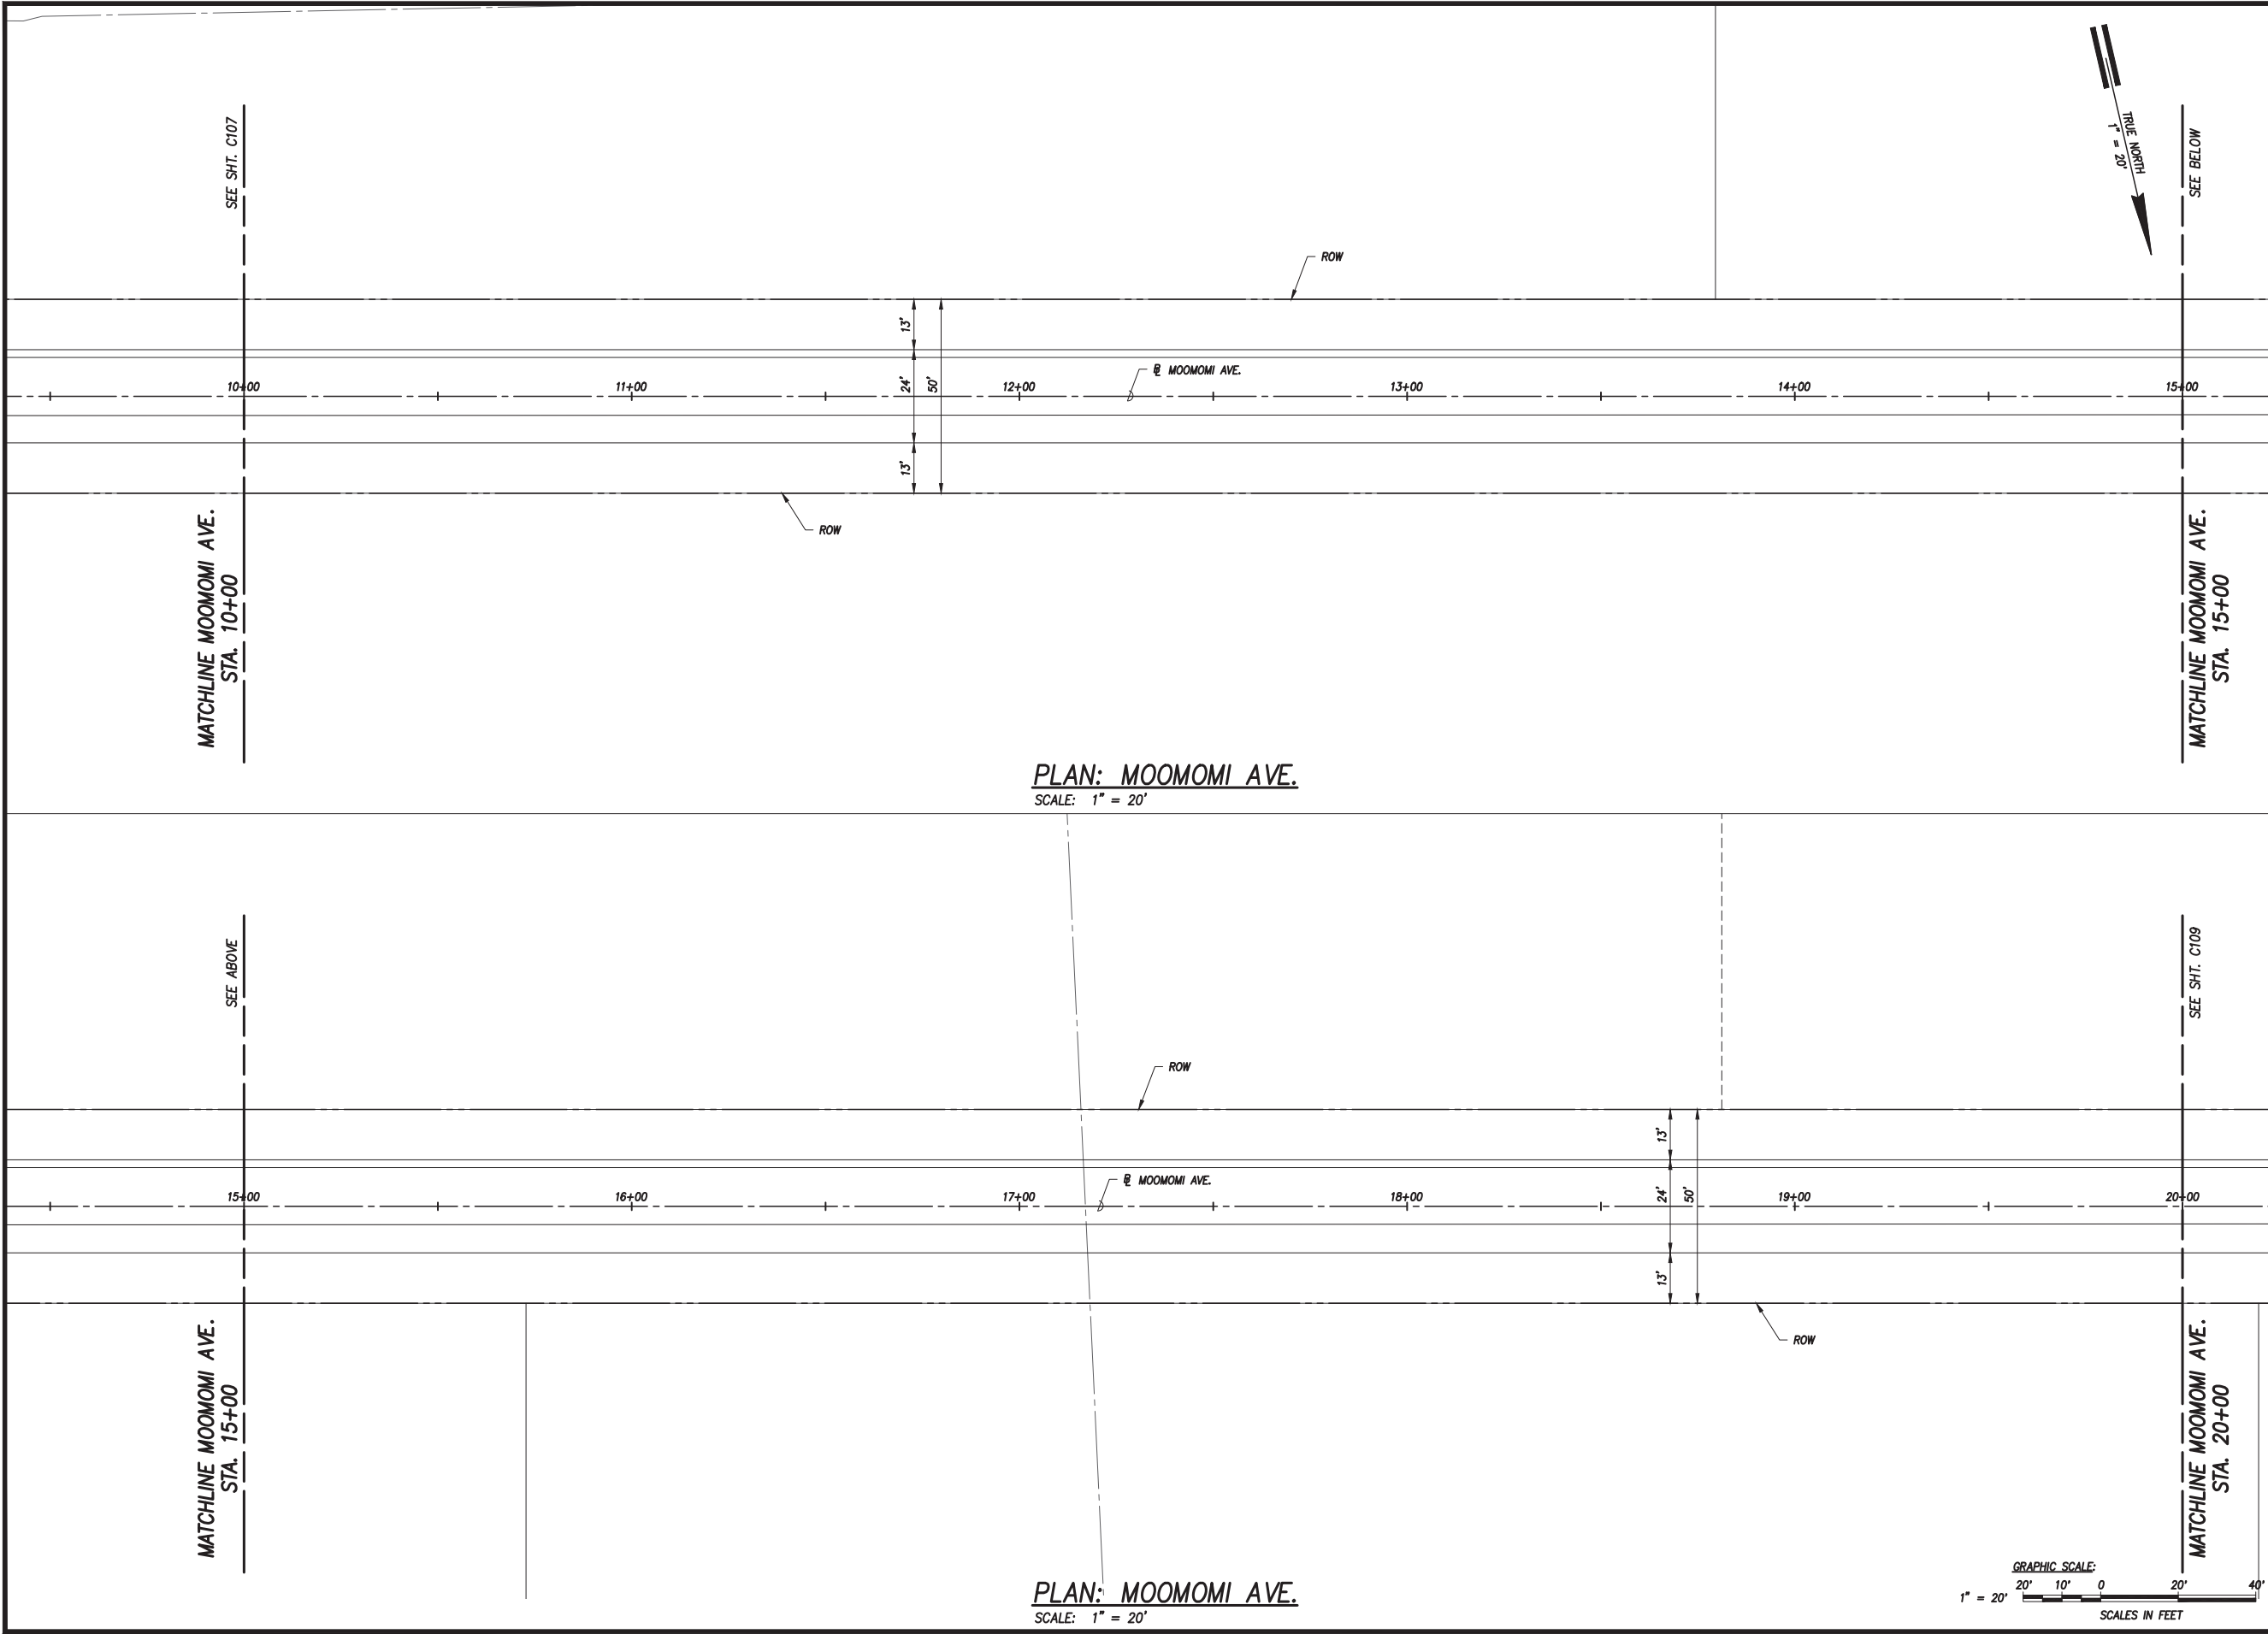 SEE SHT. C107
TRUE NORTH
1" = 20'
SEE BELOW
ROW
13'
24'
50'
13'
10+00
11+00
12+00
℄ MOOMOMI AVE.
13+00
14+00
15+00
ROW
MATCHLINE MOOMOMI AVE.
STA. 10+00
MATCHLINE MOOMOMI AVE.
STA. 15+00
PLAN: MOOMOMI AVE.
SCALE: 1" = 20'
SEE ABOVE
SEE SHT. C109
ROW
13'
24'
50'
13'
15+00
16+00
17+00
℄ MOOMOMI AVE.
18+00
19+00
20+00
ROW
MATCHLINE MOOMOMI AVE.
STA. 15+00
MATCHLINE MOOMOMI AVE.
STA. 20+00
PLAN: MOOMOMI AVE.
SCALE: 1" = 20'
GRAPHIC SCALE:
20' 10' 0 20' 40'
1" = 20'
SCALES IN FEET